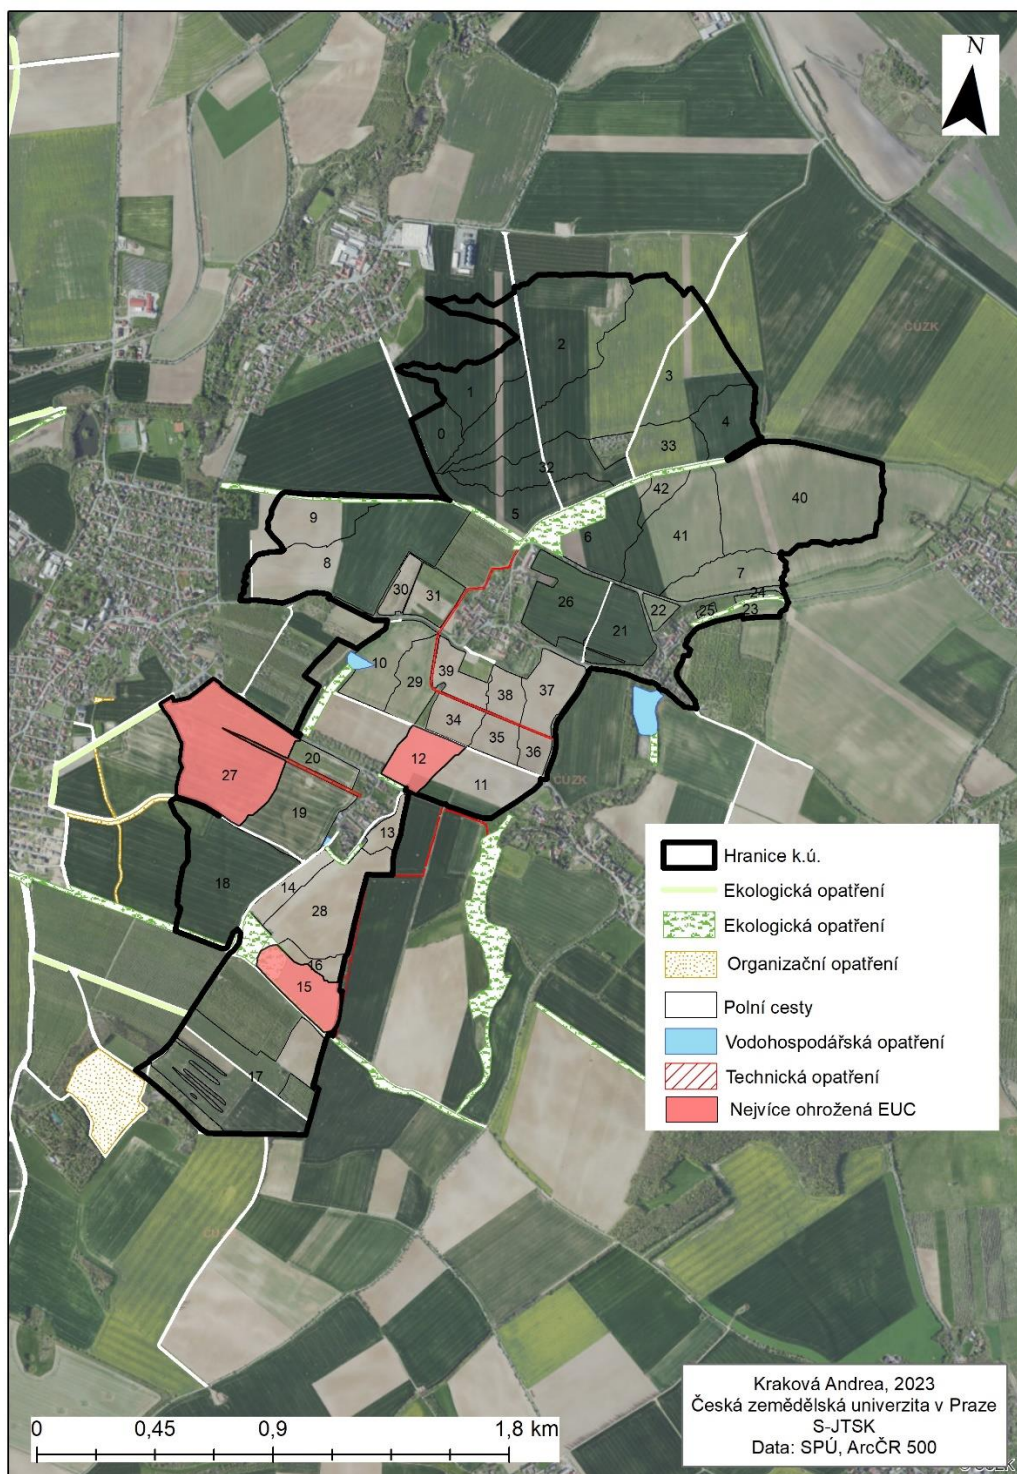 N
ČÚZK
2
1
3
0
4
33
32
42
40
5
9
6
41
8
7
30
31
26
24
22
25
23
21
10
39
29
38
37
34
35
36
20
12
27
11
ČÚZK
19
13
18
14
28
16
15
17
ČÚZK
Hranice k.ú.
Ekologická opatření
Ekologická opatření
Organizační opatření
Polní cesty
Vodohospodářská opatření
Technická opatření
Nejvíce ohrožená EUC
Kraková Andrea, 2023
Česká zemědělská univerzita v Praze
S-JTSK
Data: SPÚ, ArcČR 500
0 0,45 0,9 1,8 km